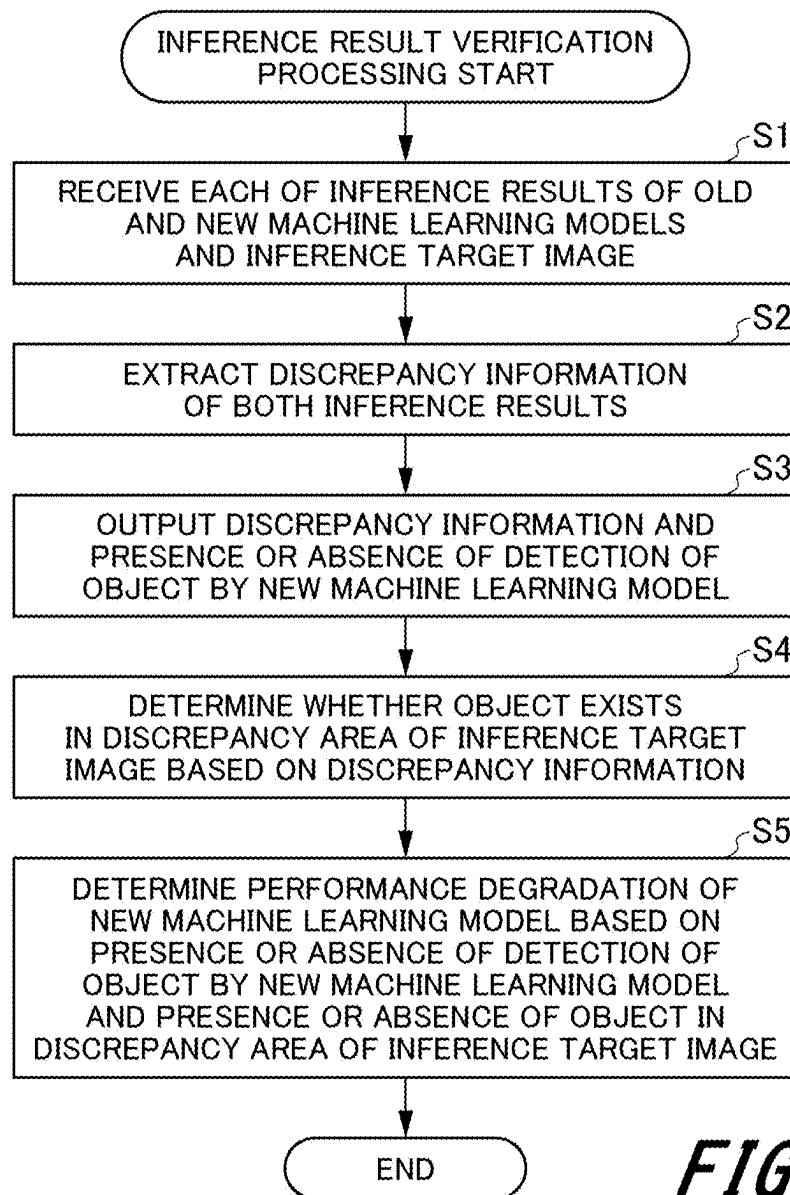 INFERENCE RESULT VERIFICATION
PROCESSING START
S1
RECEIVE EACH OF INFERENCE RESULTS OF OLD
AND NEW MACHINE LEARNING MODELS
AND INFERENCE TARGET IMAGE
S2
EXTRACT DISCREPANCY INFORMATION
OF BOTH INFERENCE RESULTS
S3
OUTPUT DISCREPANCY INFORMATION AND
PRESENCE OR ABSENCE OF DETECTION OF
OBJECT BY NEW MACHINE LEARNING MODEL
S4
DETERMINE WHETHER OBJECT EXISTS
IN DISCREPANCY AREA OF INFERENCE TARGET
IMAGE BASED ON DISCREPANCY INFORMATION
S5
DETERMINE PERFORMANCE DEGRADATION OF
NEW MACHINE LEARNING MODEL BASED ON
PRESENCE OR ABSENCE OF DETECTION OF
OBJECT BY NEW MACHINE LEARNING MODEL
AND PRESENCE OR ABSENCE OF OBJECT IN
DISCREPANCY AREA OF INFERENCE TARGET IMAGE
END
FIG